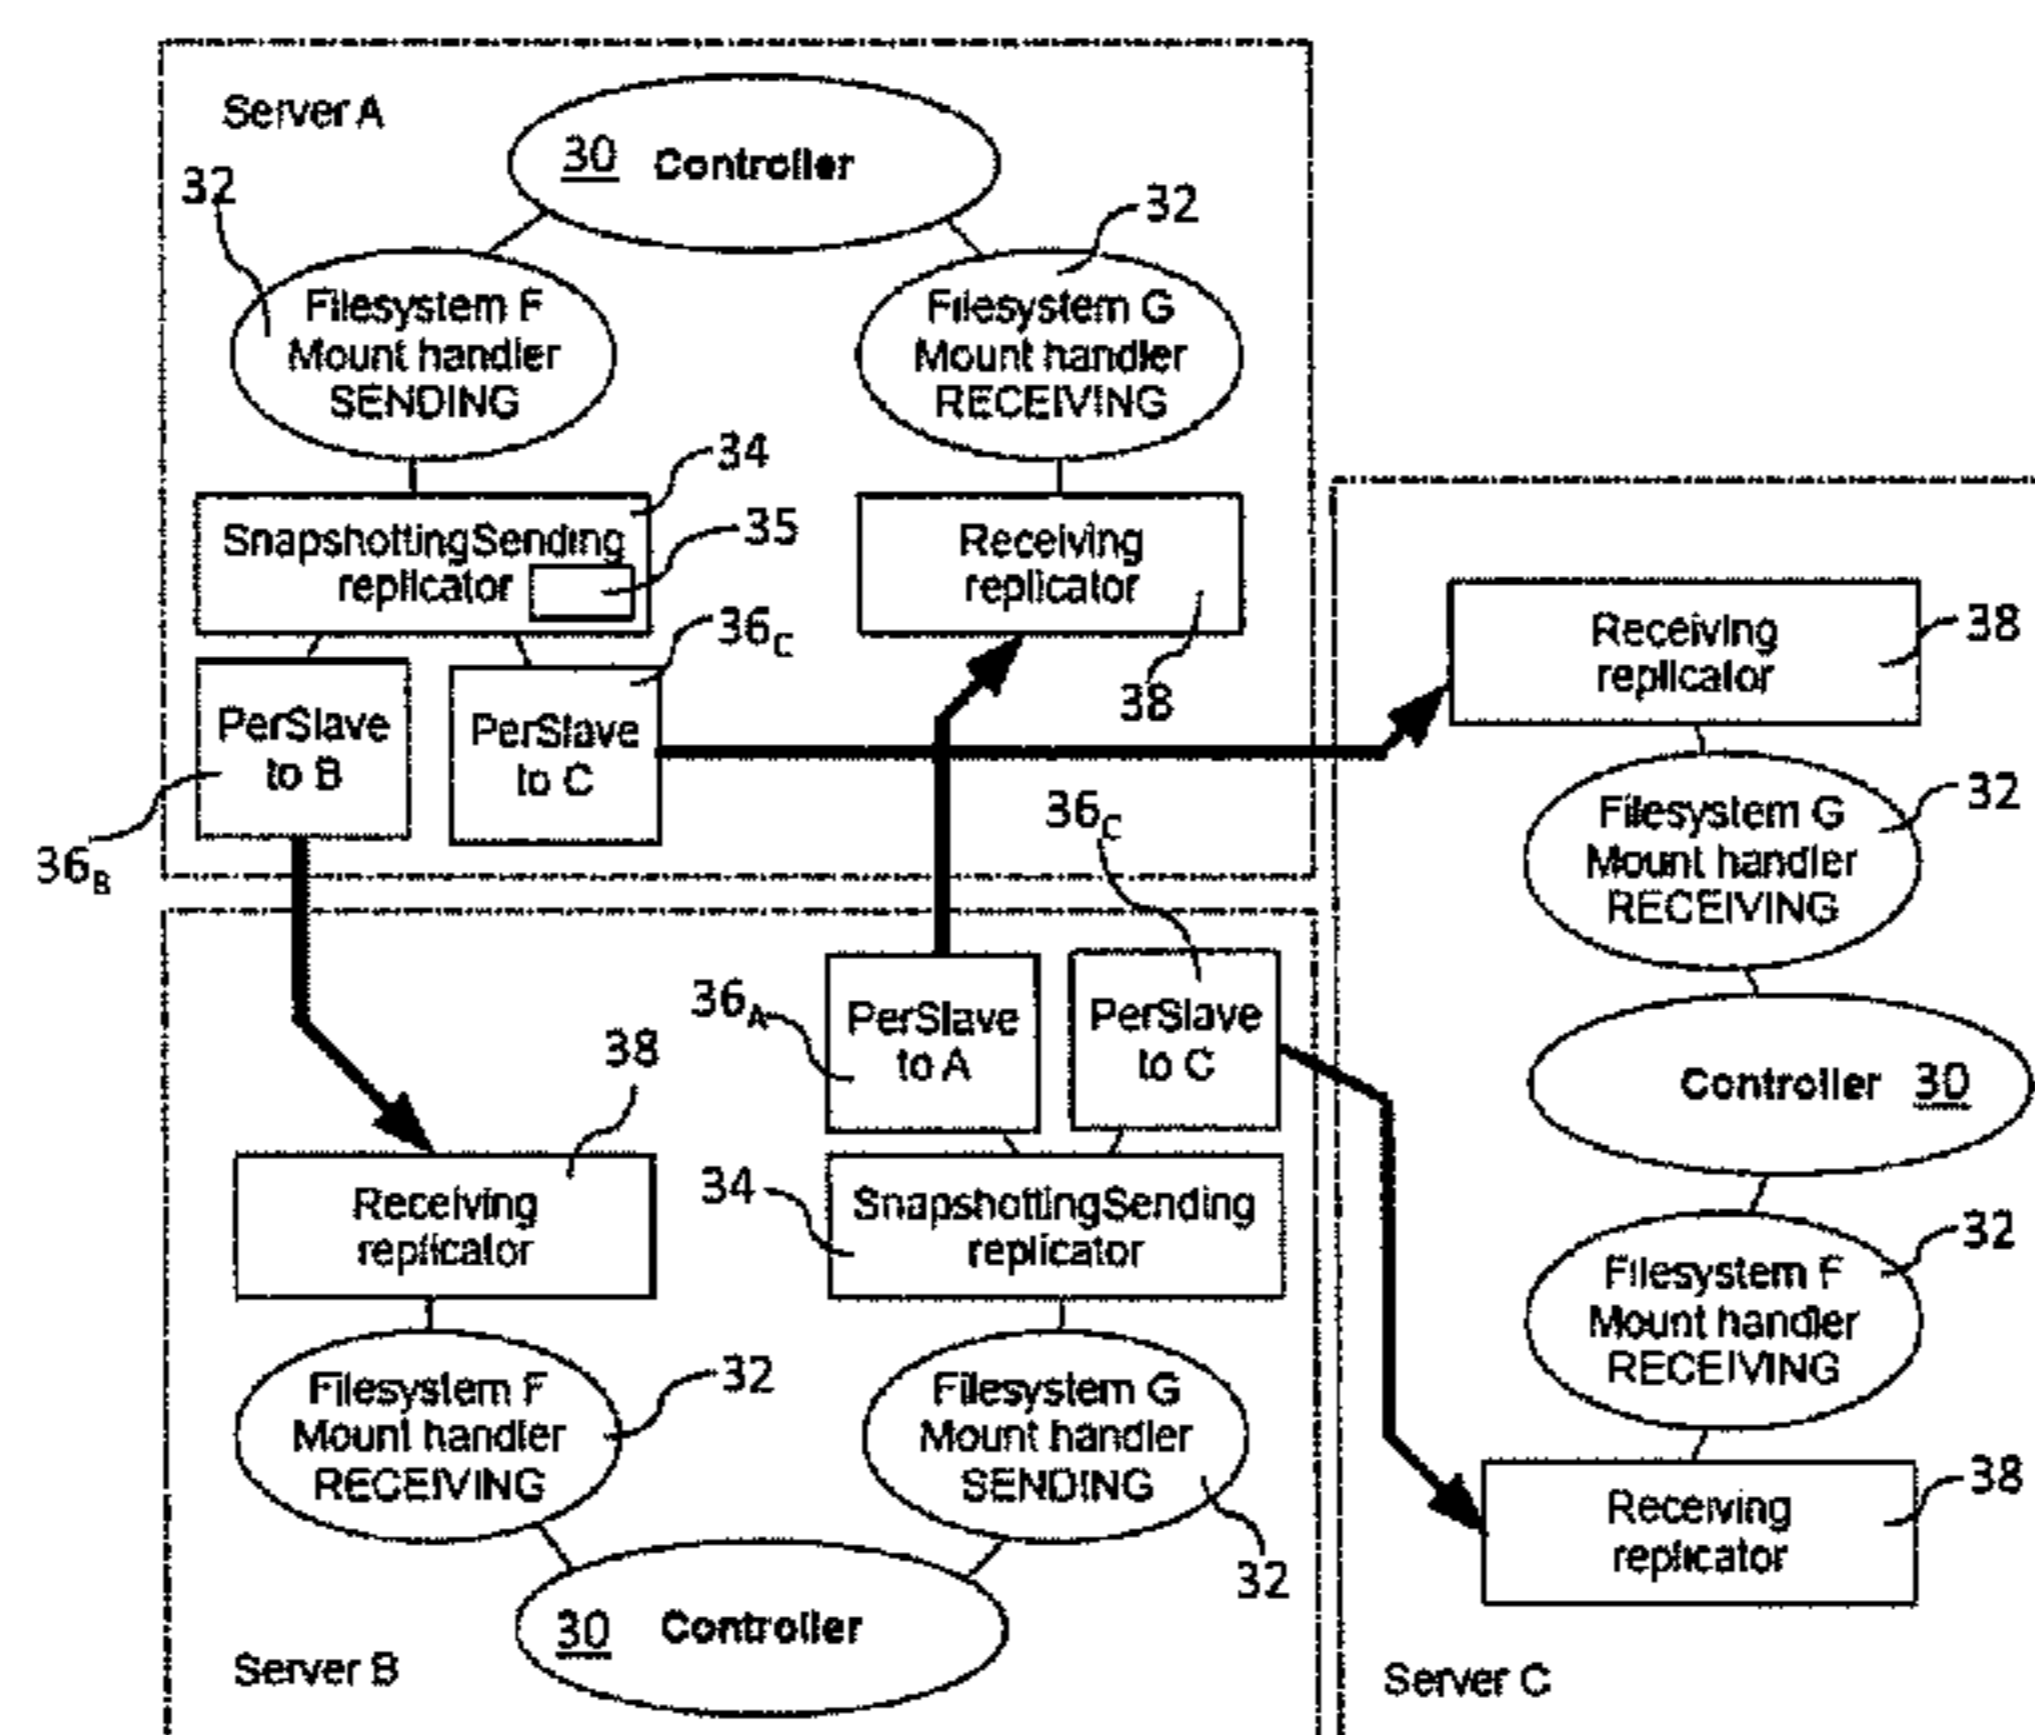 Server A
30 Controller
32
32
Filesystem F
Mount handler
SENDING
Filesystem G
Mount handler
RECEIVING
34
35
SnapshottingSending
replicator
Receiving
replicator
36C
38
PerSlave
to B
PerSlave
to C
36B
Receiving
replicator
38
Filesystem G
Mount handler
RECEIVING
32
Controller 30
Filesystem F
Mount handler
RECEIVING
32
Receiving
replicator
38
Server C
36C
36A
PerSlave
to A
PerSlave
to C
38
34
Receiving
replicator
SnapshottingSending
replicator
Filesystem F
Mount handler
RECEIVING
32
Filesystem G
Mount handler
SENDING
32
30 Controller
Server B